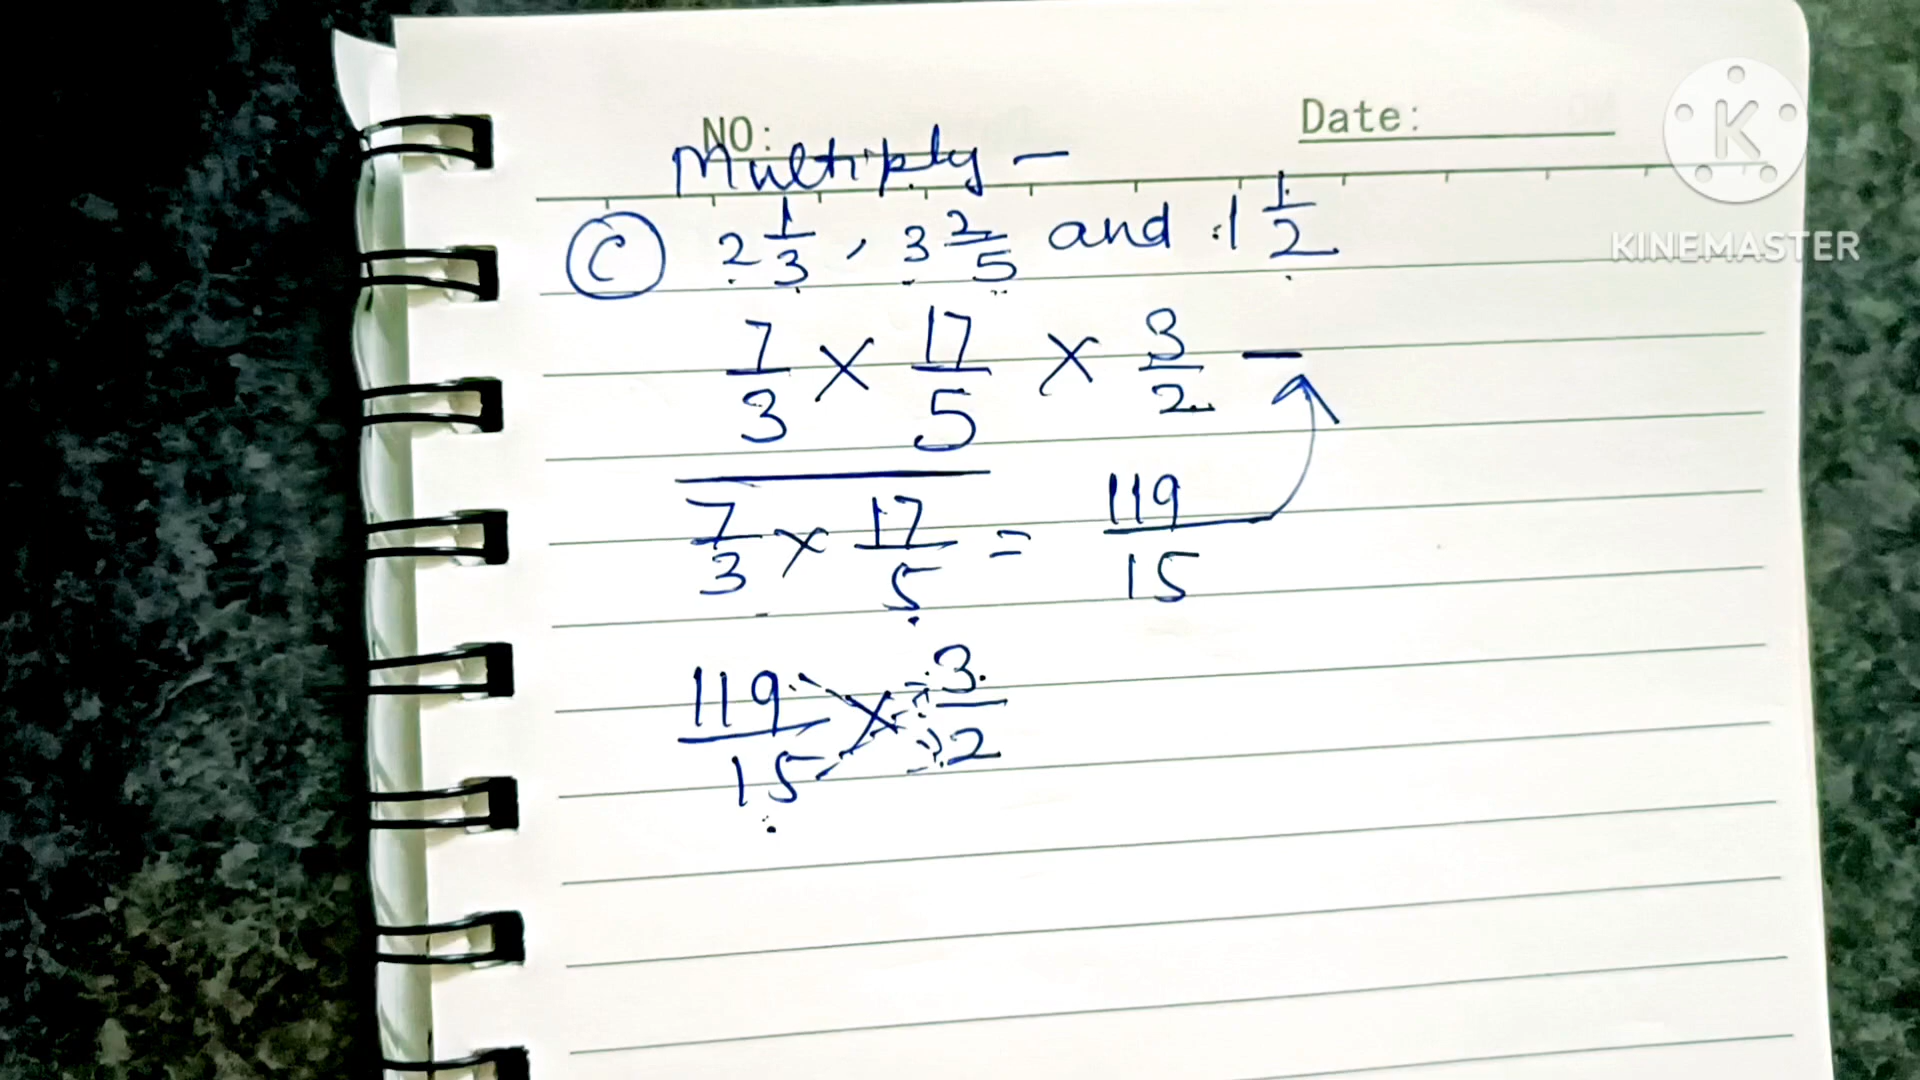 NO:
Date:
K
KINEMASTER
Multiply -
C 2 1/3, 3 2/5 and 1 1/2
7/3 × 17/5 × 3/2 -
7/3 × 17/5 = 119/15
119/15 × 3/2